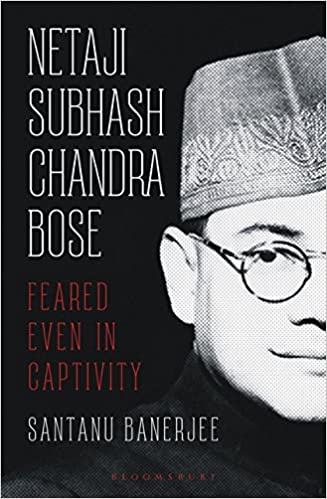 NETAJI
SUBHASH
CHANDRA
BOSE
FEARED
EVEN IN
CAPTIVITY
SANTANU BANERJEE
BLOOMSBURY